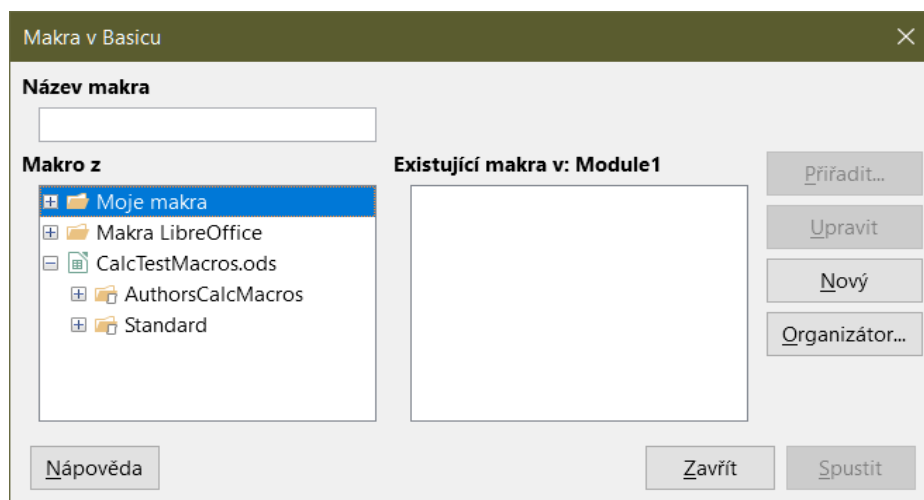 Makra v Basicu
Název makra
Makro z
Existující makra v: Module1
Přiřadit...
Moje makra
Upravit
Makra LibreOffice
CalcTestMacros.ods
Nový
AuthorsCalcMacros
Standard
Organizátor...
Nápověda
Zavřít
Spustit